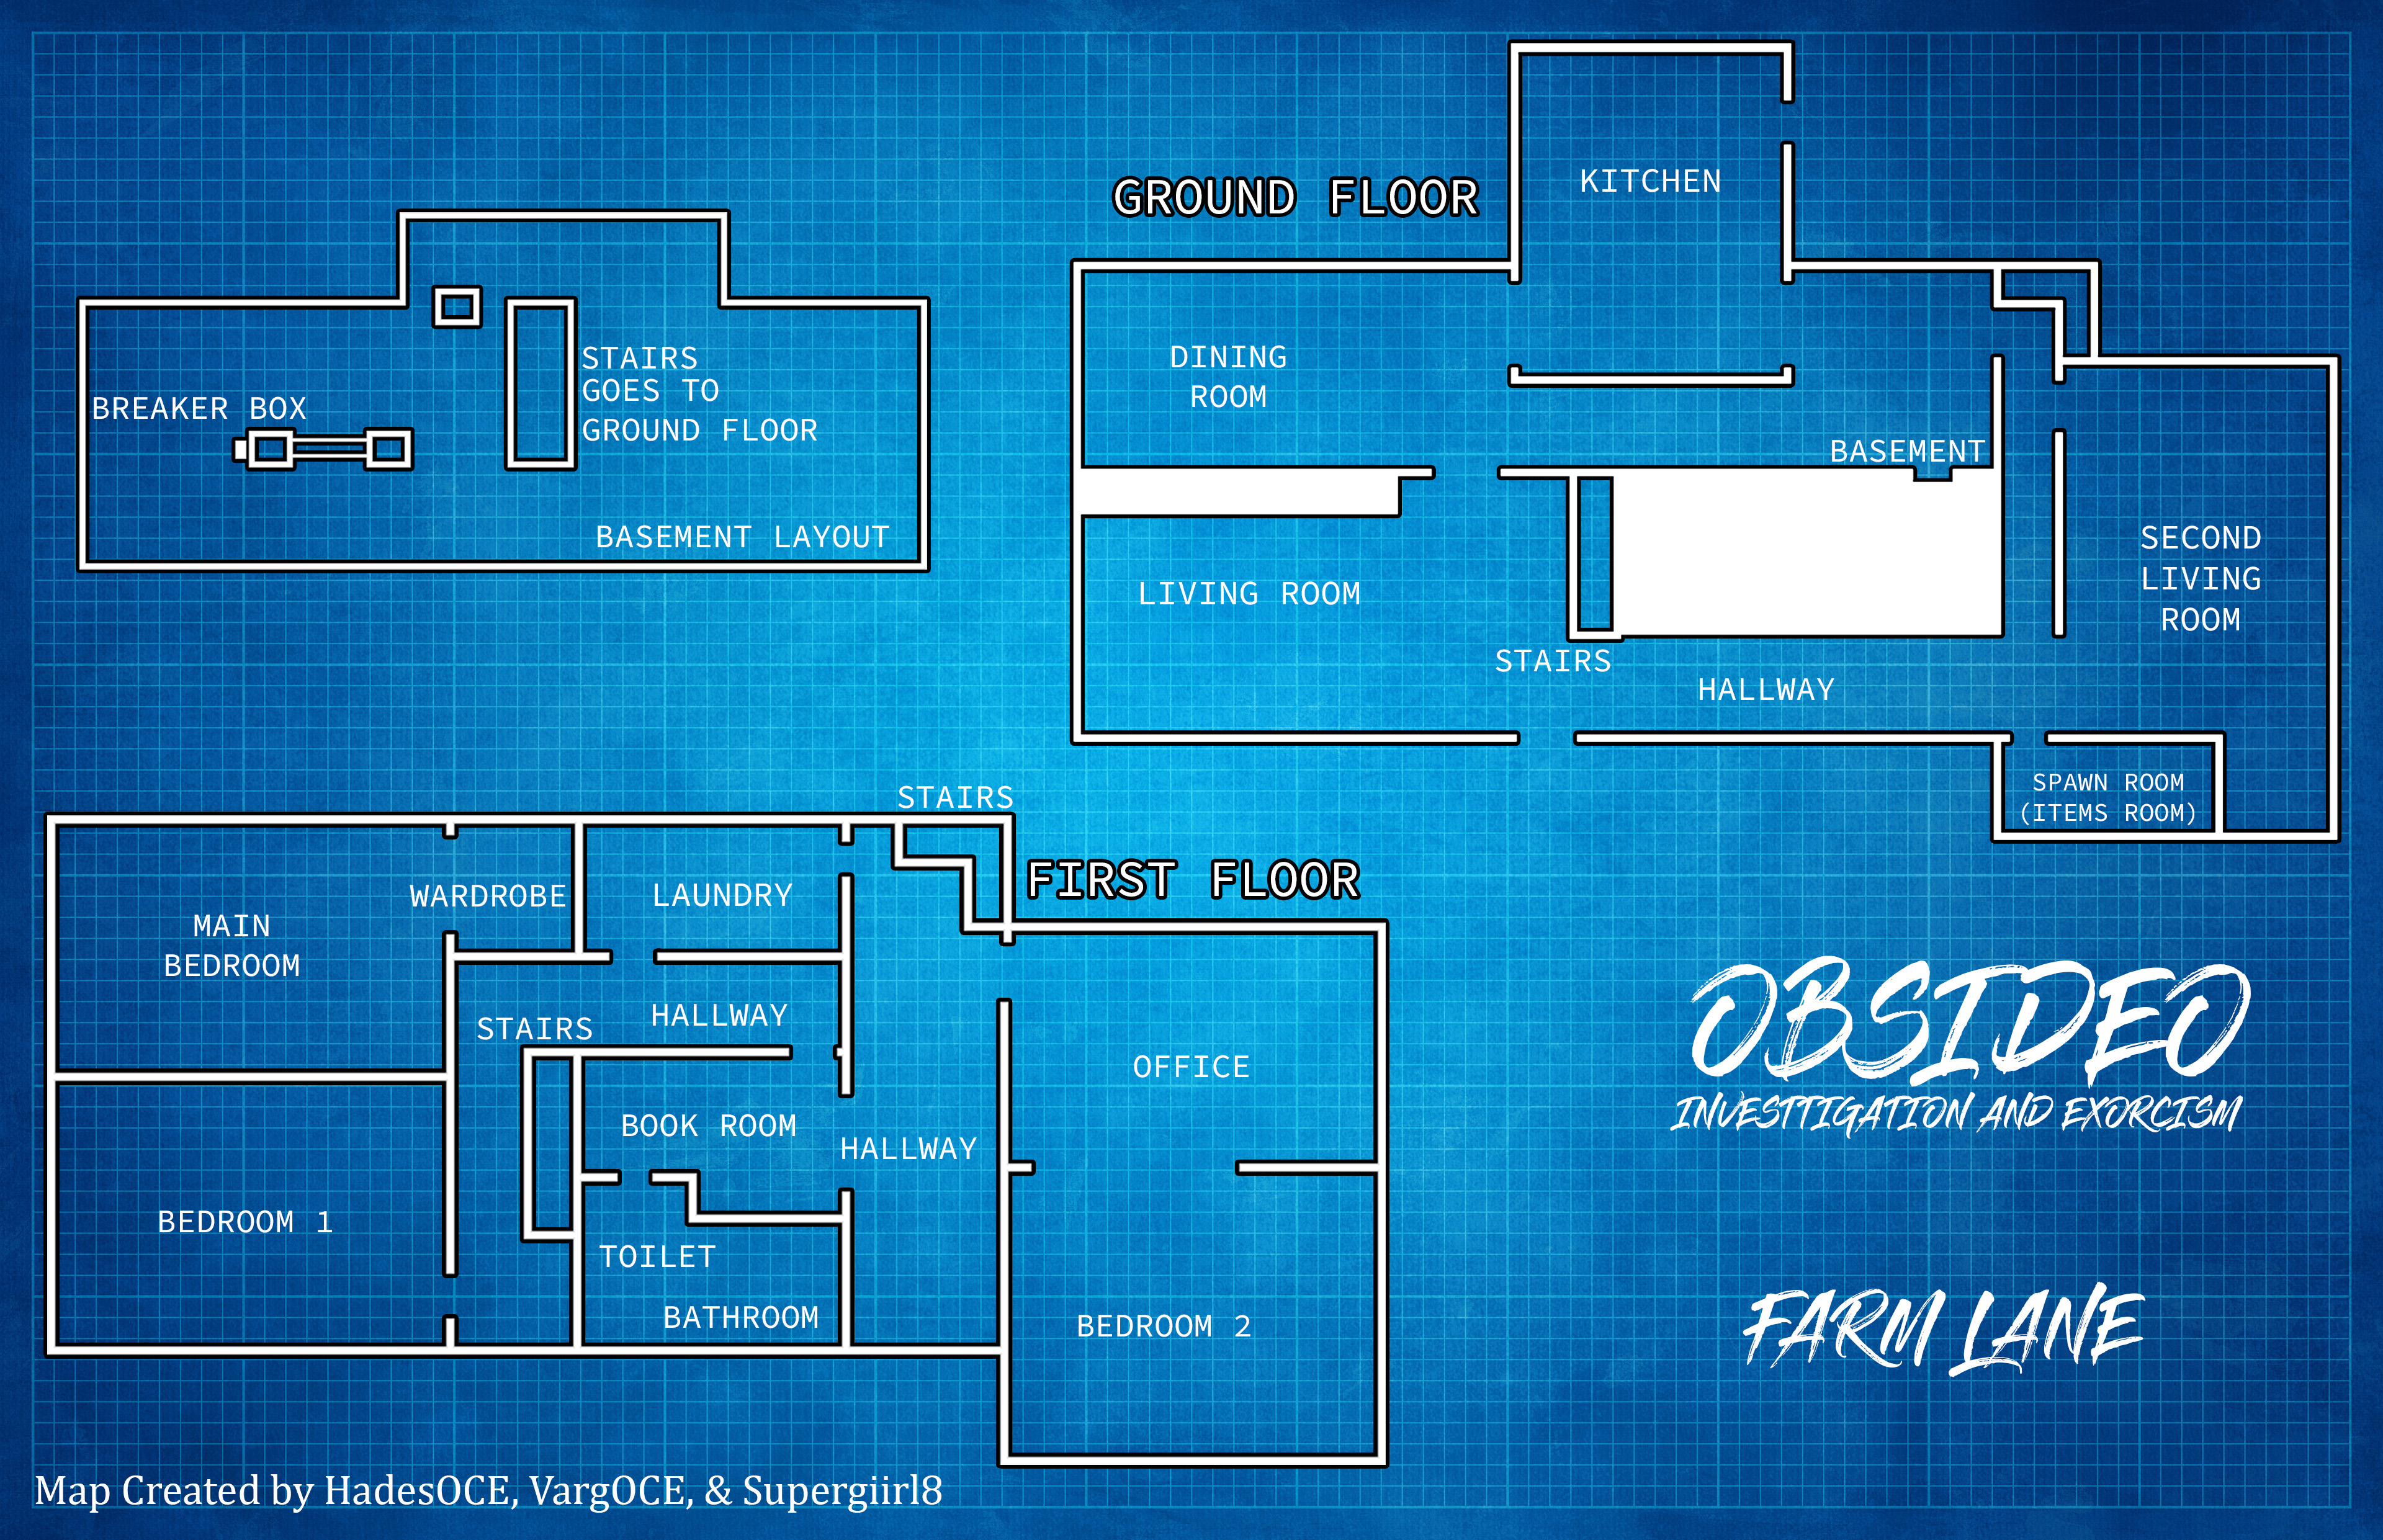 GROUND FLOOR
KITCHEN
DINING
ROOM
BASEMENT
LIVING ROOM
SECOND
LIVING
ROOM
STAIRS
HALLWAY
SPAWN ROOM
(ITEMS ROOM)
STAIRS
GOES TO
GROUND FLOOR
BREAKER BOX
BASEMENT LAYOUT
STAIRS
FIRST FLOOR
WARDROBE
LAUNDRY
MAIN
BEDROOM
HALLWAY
STAIRS
OFFICE
BOOK ROOM
HALLWAY
BEDROOM 1
TOILET
BATHROOM
BEDROOM 2
OBSIDEO
INVESTTIGATION AND EXORCISM
FARM LANE
Map Created by HadesOCE, VargOCE, & Supergiirl8